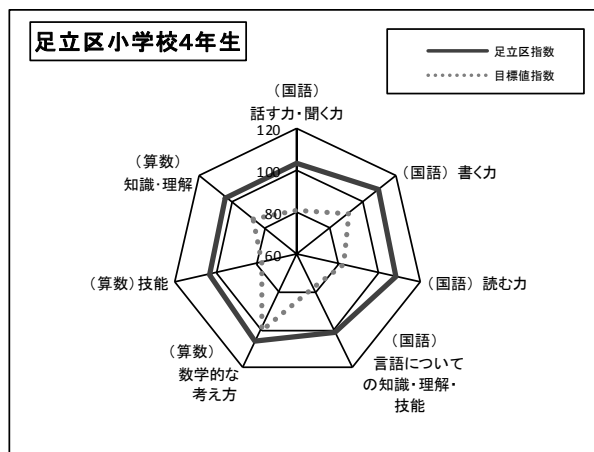 足立区小学校4年生
足立区指数
目標値指数
（国語）
話す力・聞く力
（国語） 書く力
（国語） 読む力
（国語）
言語について
の知識・理解・
技能
（算数）
数学的な
考え方
（算数）技能
（算数）
知識・理解
120
100
80
60